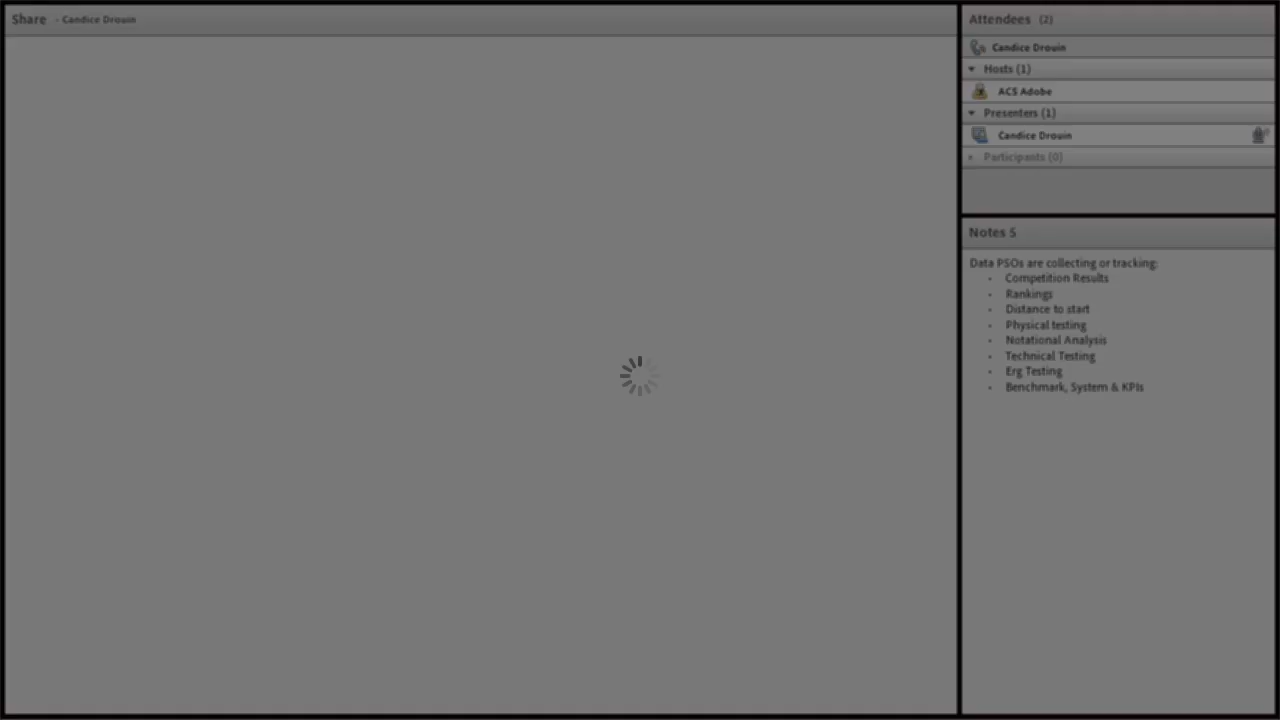 Share - Candice Drouin
Attendees (2)
Candice Drouin
Hosts (1)
ACS Adobe
Presenters (1)
Candice Drouin
Participants (0)
Notes 5
Data PSOs are collecting or tracking:
• Competition Results
• Rankings
• Distance to start
• Physical testing
• Notational Analysis
• Technical Testing
• Erg Testing
• Benchmark, System & KPIs